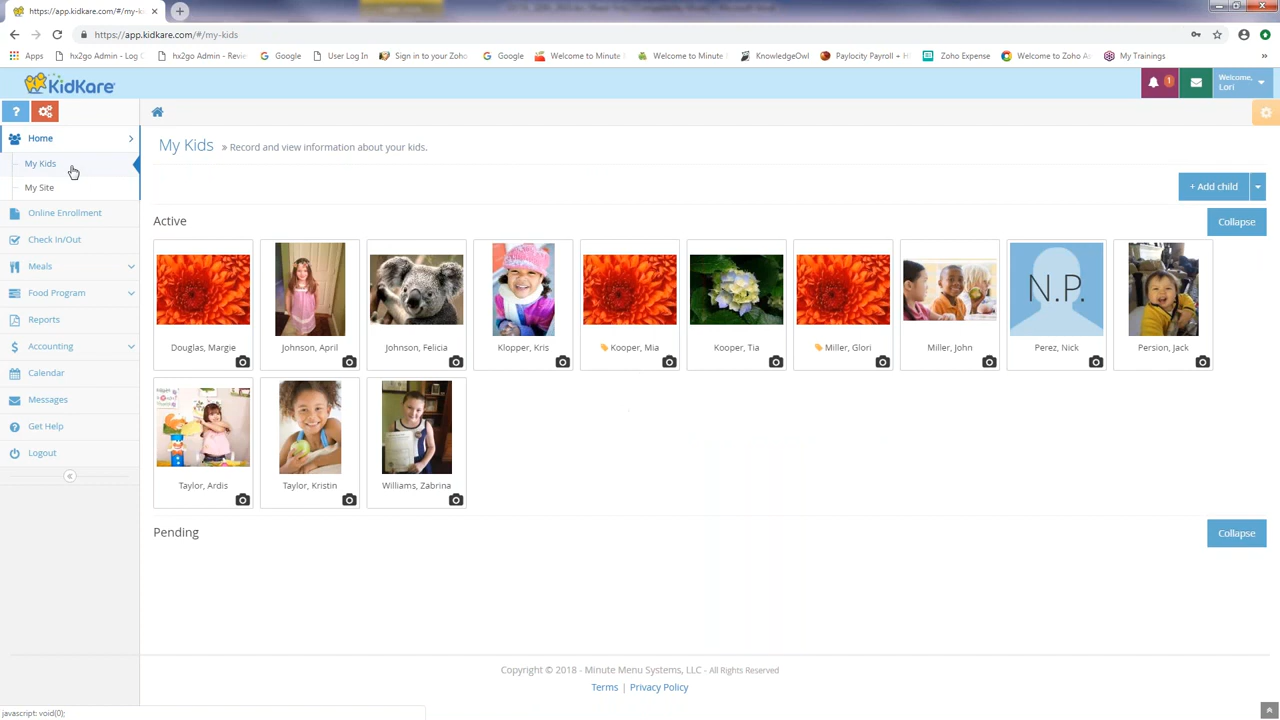 https://app.kidkare.com/#/my-k
https://app.kidkare.com/#/my-kids
Apps
hx2go Admin - Log
hx2go Admin - Revie
Google
User Log In
Sign in to your Zoho
Google
Welcome to Minute
Welcome to Minute
KnowledgeOwl
Paylocity Payroll + H
Zoho Expense
Welcome to Zoho
My Trainings
»
KidKare
1
Welcome,
Lori
?
Home
My Kids
My Site
Online Enrollment
Check In/Out
Meals
Food Program
Reports
$ Accounting
Calendar
Messages
? Get Help
Logout
My Kids » Record and view information about your kids.
+ Add child
Active
Collapse
N.P.
Douglas, Margie
Johnson, April
Johnson, Felicia
Klopper, Kris
Kooper, Mia
Kooper, Tia
Miller, Glori
Miller, John
Perez, Nick
Persion, Jack
Taylor, Ardis
Taylor, Kristin
Williams, Zabrina
Pending
Collapse
Copyright © 2018 - Minute Menu Systems, LLC - All Rights Reserved
Terms | Privacy Policy
javascript: void(0);